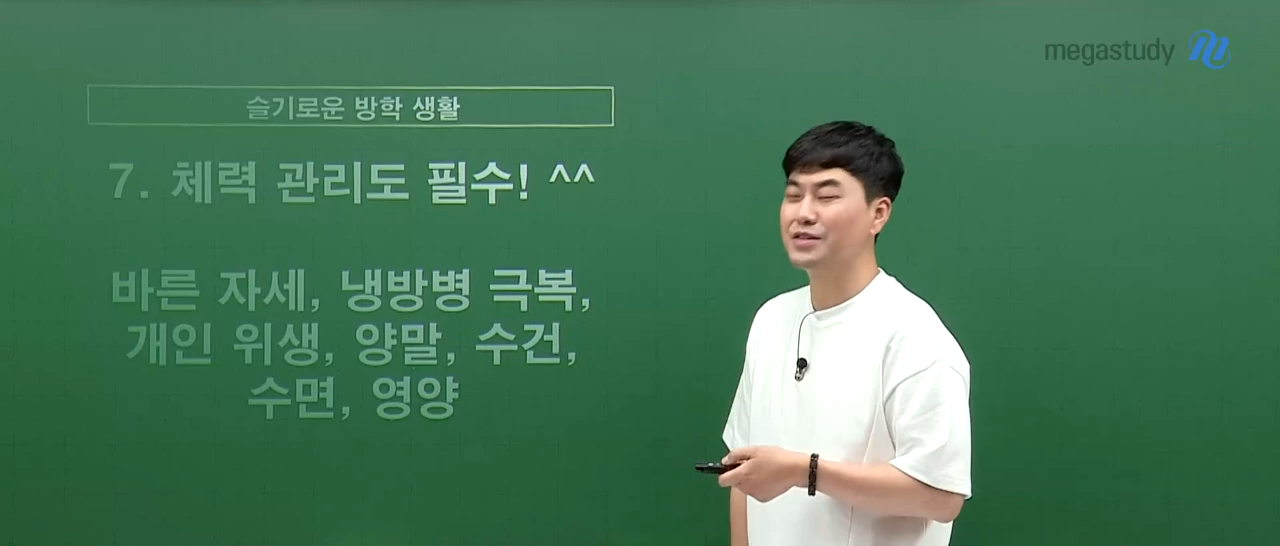 megastudy
슬기로운 방학 생활
7. 체력 관리도 필수! ^^
바른 자세, 냉방병 극복,
개인 위생, 양말, 수건,
수면, 영양